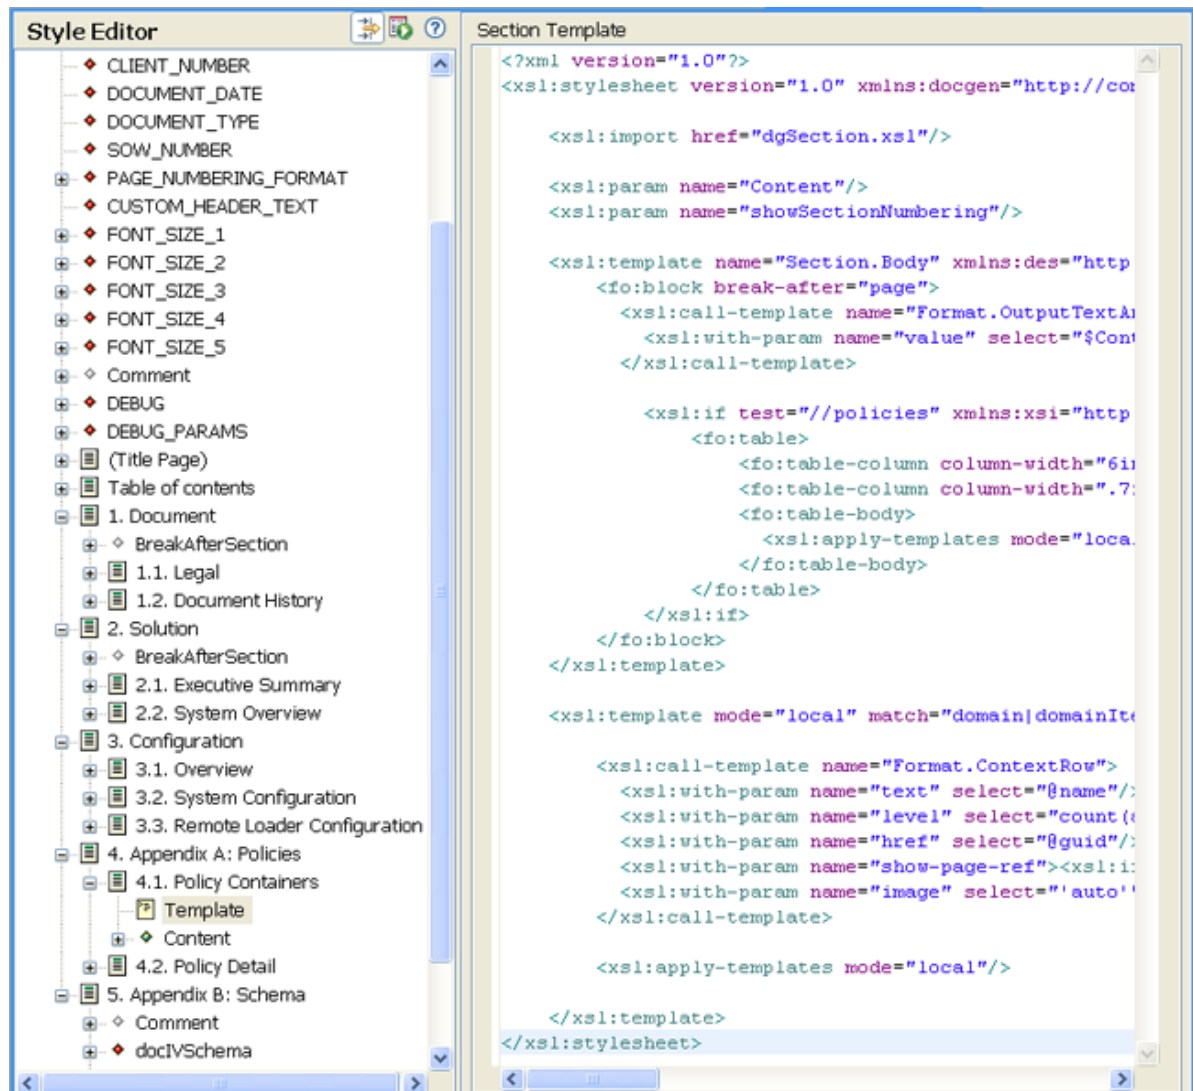 Style Editor
CLIENT_NUMBER
DOCUMENT_DATE
DOCUMENT_TYPE
SOW_NUMBER
PAGE_NUMBERING_FORMAT
CUSTOM_HEADER_TEXT
FONT_SIZE_1
FONT_SIZE_2
FONT_SIZE_3
FONT_SIZE_4
FONT_SIZE_5
Comment
DEBUG
DEBUG_PARAMS
(Title Page)
Table of contents
1. Document
BreakAfterSection
1.1. Legal
1.2. Document History
2. Solution
BreakAfterSection
2.1. Executive Summary
2.2. System Overview
3. Configuration
3.1. Overview
3.2. System Configuration
3.3. Remote Loader Configuration
4. Appendix A: Policies
4.1. Policy Containers
Template
Content
4.2. Policy Detail
5. Appendix B: Schema
Comment
docIVSchema
Section Template
<?xml version="1.0"?>
<xsl:stylesheet version="1.0" xmlns:docgen="http://co
<xsl:import href="dgSection.xsl"/>
<xsl:param name="Content"/>
<xsl:param name="showSectionNumbering"/>
<xsl:template name="Section.Body" xmlns:des="http
<fo:block break-after="page">
<xsl:call-template name="Format.OutputTextA
<xsl:with-param name="value" select="$Cont
</xsl:call-template>
<xsl:if test="//policies" xmlns:xsi="http
<fo:table>
<fo:table-column column-width="6i
<fo:table-column column-width=".7
<fo:table-body>
<xsl:apply-templates mode="loca
</fo:table-body>
</fo:table>
</xsl:if>
</fo:block>
</xsl:template>
<xsl:template mode="local" match="domain|domainIte
<xsl:call-template name="Format.ContextRow">
<xsl:with-param name="text" select="@name"/>
<xsl:with-param name="level" select="count(a
<xsl:with-param name="href" select="@guid"/>
<xsl:with-param name="show-page-ref"><xsl:i
<xsl:with-param name="image" select="'auto'"
</xsl:call-template>
<xsl:apply-templates mode="local"/>
</xsl:template>
</xsl:stylesheet>